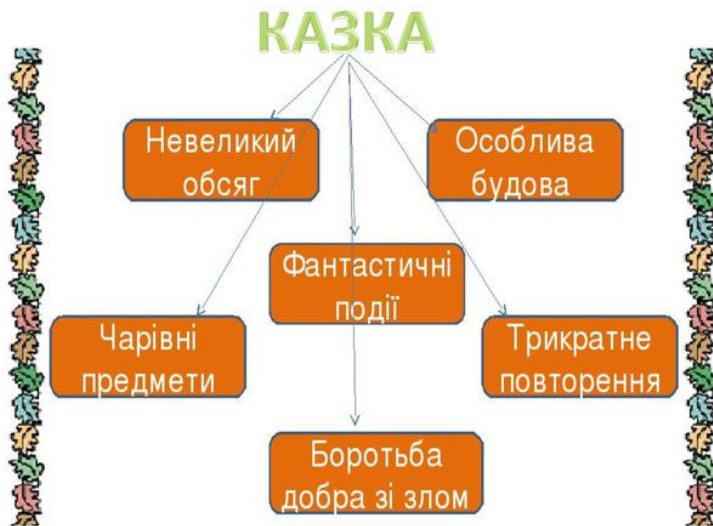 КАЗКА
Невеликий
обсяг
Особлива
будова
Фантастичні
події
Чарівні
предмети
Трикратне
повторення
Боротьба
добра зі злом